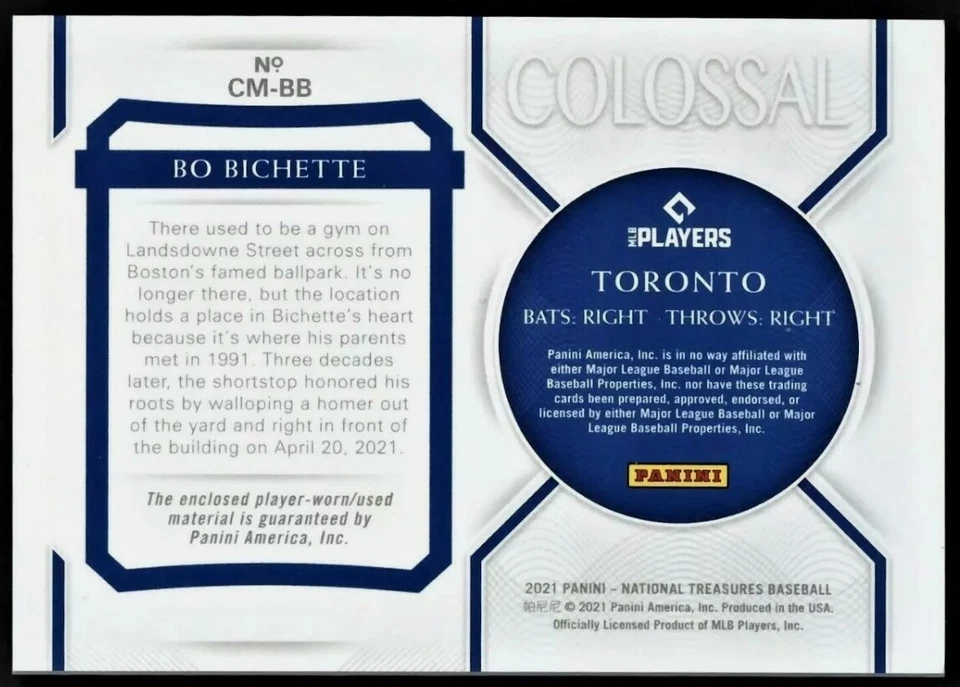 Nº
CM-BB
BO BICHETTE
There used to be a gym on
Landsdowne Street across from
Boston's famed ballpark. It's no
longer there, but the location
holds a place in Bichette's heart
because it's where his parents
met in 1991. Three decades
later, the shortstop honored his
roots by walloping a homer out
of the yard and right in front of
the building on April 20, 2021.
The enclosed player-worn/used
material is guaranteed by
Panini America, Inc.
COLOSSAL
MLB PLAYERS
TORONTO
BATS: RIGHT THROWS: RIGHT
Panini America, Inc. is in no way affiliated with
either Major League Baseball or Major League
Baseball Properties, Inc. nor have these trading
cards been prepared, approved, endorsed, or
licensed by either Major League Baseball or Major
League Baseball Properties, Inc.
PANINI
2021 PANINI – NATIONAL TREASURES BASEBALL
帕尼尼 © 2021 Panini America, Inc. Produced in the USA.
Officially Licensed Product of MLB Players, Inc.